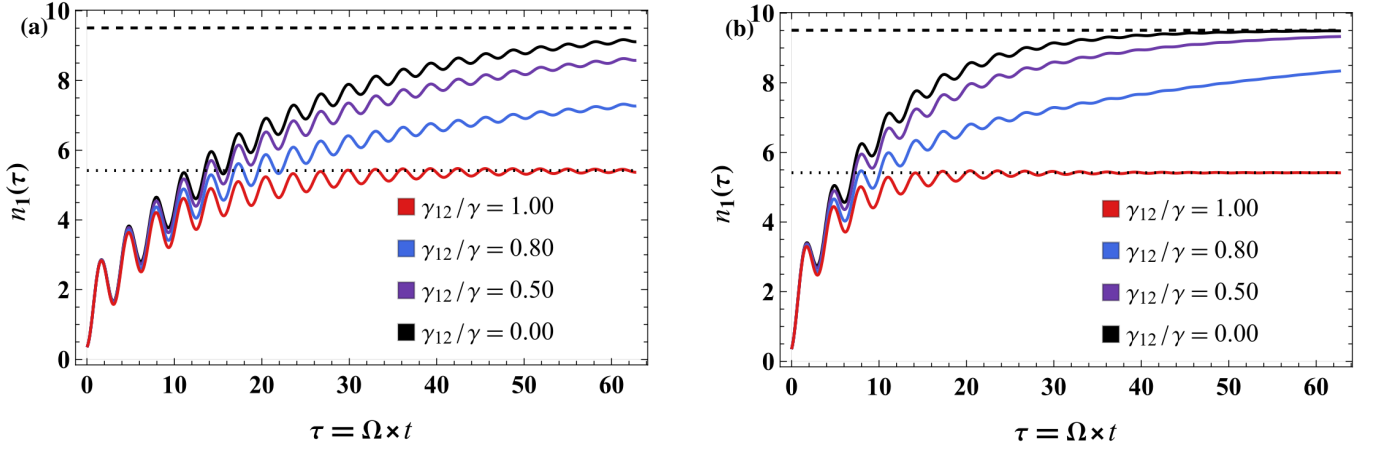 (a)
10
8
6
4
2
0
n₁(τ)
γ₁₂/γ = 1.00
γ₁₂/γ = 0.80
γ₁₂/γ = 0.50
γ₁₂/γ = 0.00
0 10 20 30 40 50 60
τ = Ω × t
(b)
10
8
6
4
2
0
n₁(τ)
γ₁₂/γ = 1.00
γ₁₂/γ = 0.80
γ₁₂/γ = 0.50
γ₁₂/γ = 0.00
0 10 20 30 40 50 60
τ = Ω × t